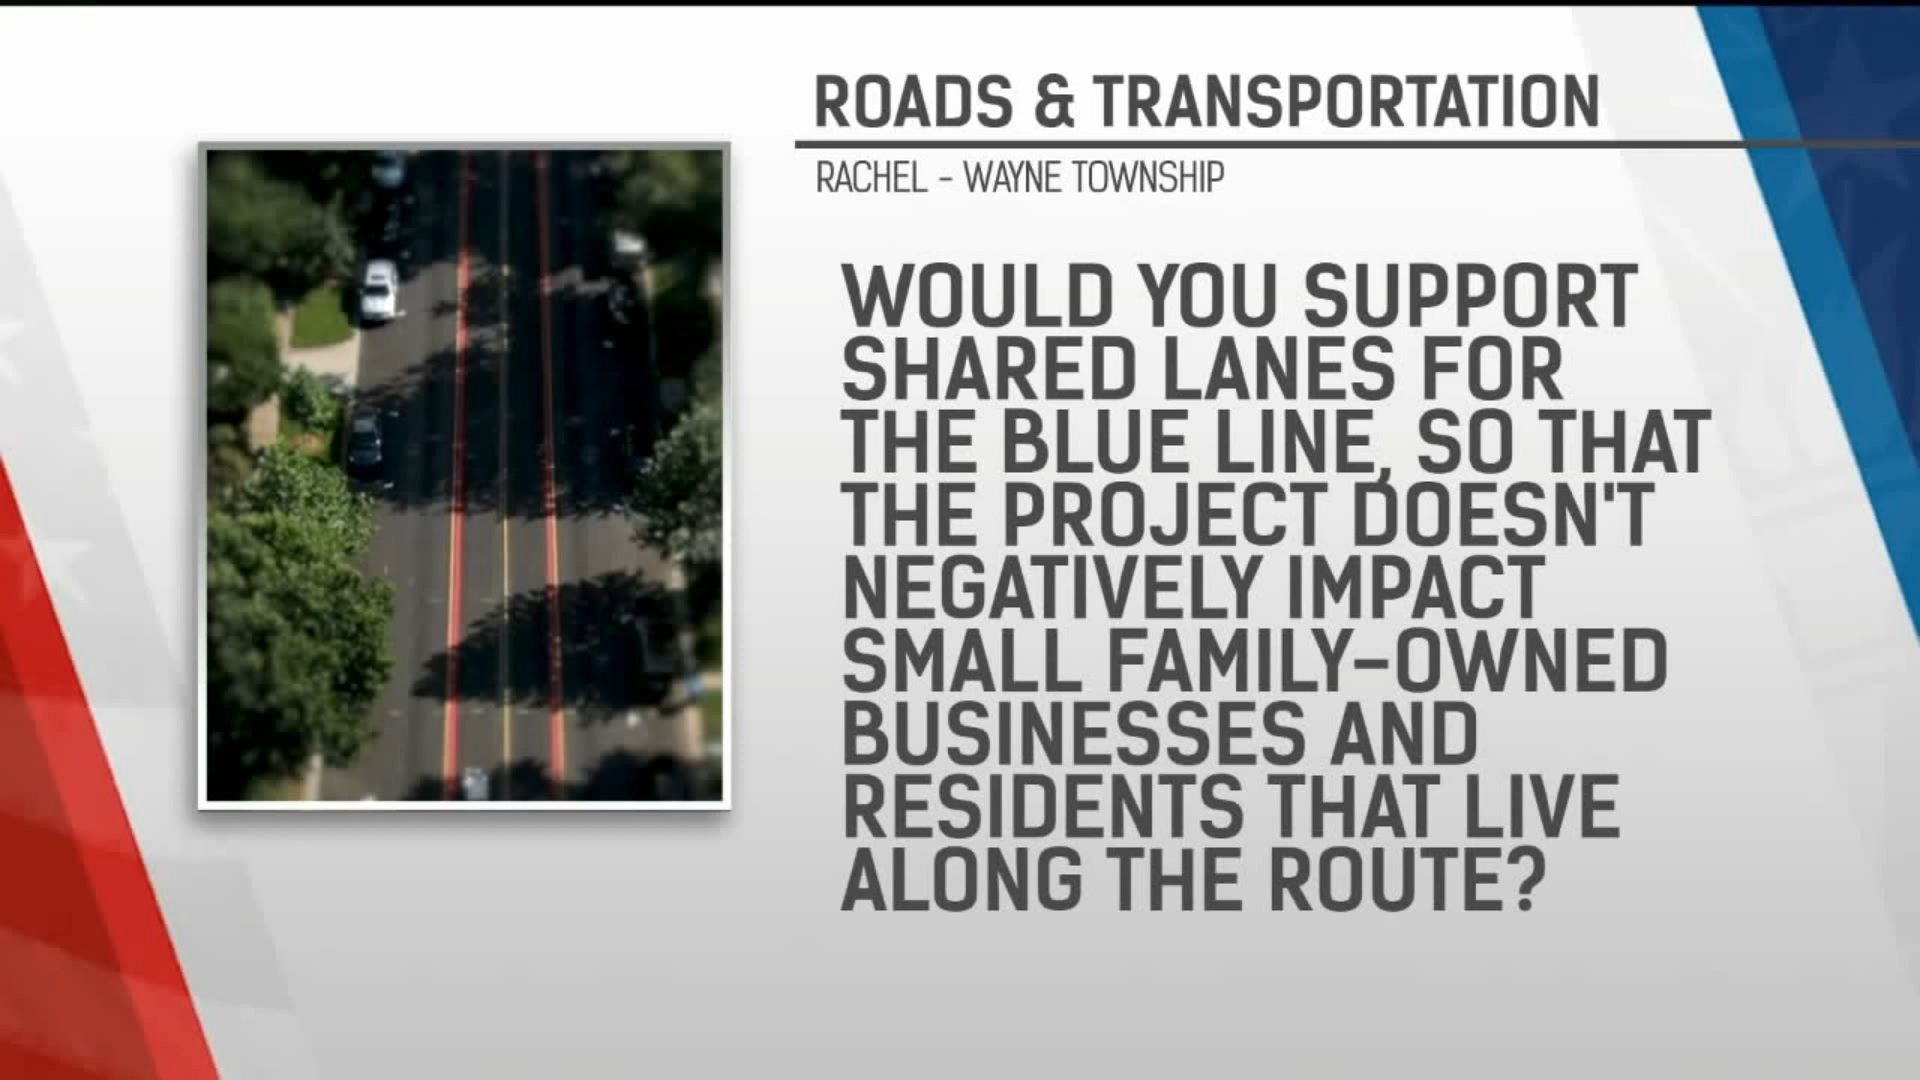 ROADS & TRANSPORTATION
RACHEL - WAYNE TOWNSHIP
WOULD YOU SUPPORT
SHARED LANES FOR
THE BLUE LINE, SO THAT
THE PROJECT DOESN'T
NEGATIVELY IMPACT
SMALL FAMILY-OWNED
BUSINESSES AND
RESIDENTS THAT LIVE
ALONG THE ROUTE?